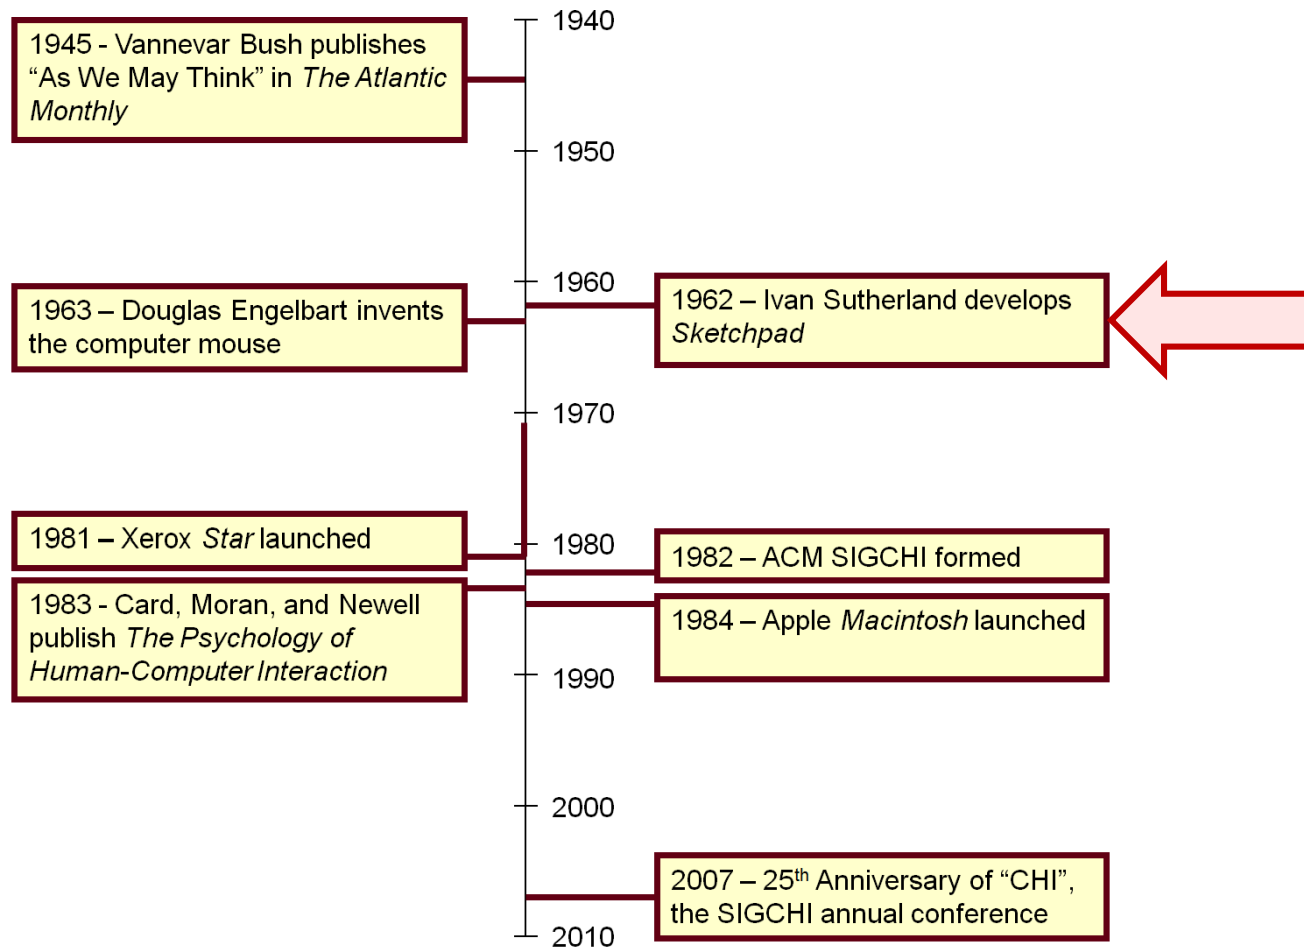 1940
1945 - Vannevar Bush publishes
“As We May Think” in The Atlantic
Monthly
1950
1960
1962 – Ivan Sutherland develops
Sketchpad
1963 – Douglas Engelbart invents
the computer mouse
1970
1981 – Xerox Star launched
1980
1982 – ACM SIGCHI formed
1983 - Card, Moran, and Newell
publish The Psychology of
Human-Computer Interaction
1984 – Apple Macintosh launched
1990
2000
2007 – 25th Anniversary of “CHI”,
the SIGCHI annual conference
2010